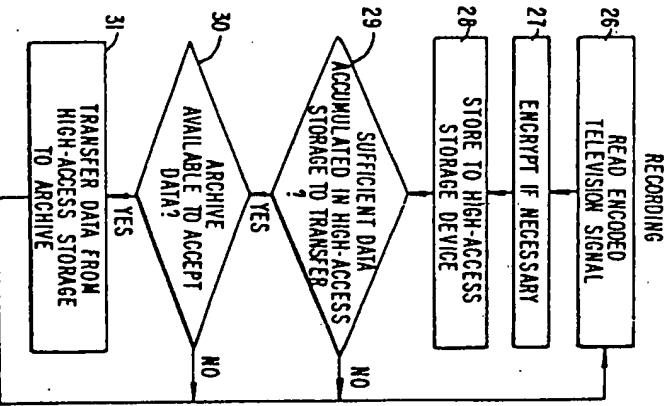 RECORDING
26
READ ENCODED
TELEVISION SIGNAL
27
ENCRYPT IF NECESSARY
28
STORE TO HIGH-ACCESS
STORAGE DEVICE
29
SUFFICIENT DATA
ACCUMULATED IN HIGH-ACCESS
STORAGE TO TRANSFER
?
NO
YES
30
ARCHIVE
AVAILABLE TO ACCEPT
DATA?
NO
YES
31
TRANSFER DATA FROM
HIGH-ACCESS STORAGE
TO ARCHIVE